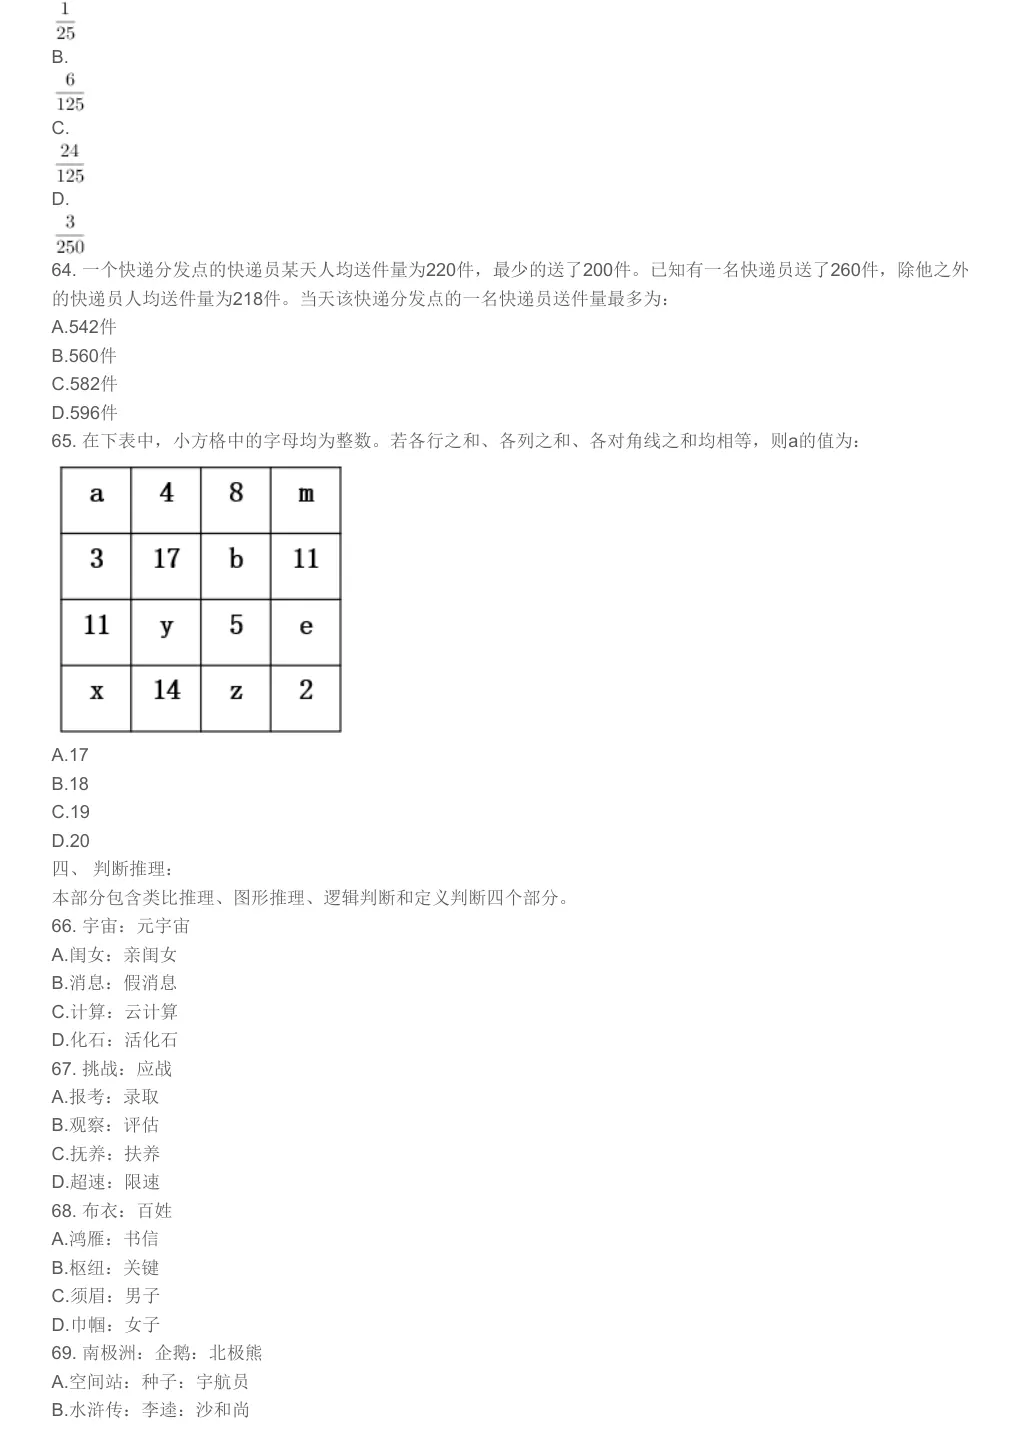 1
25
B.
6
125
C.
24
125
D.
3
250
64. 一个快递分发点的快递员某天人均送件量为220件，最少的送了200件。已知有一名快递员送了260件，除他之外
的快递员人均送件量为218件。当天该快递分发点的一名快递员送件量最多为：
A.542件
B.560件
C.582件
D.596件
65. 在下表中，小方格中的字母均为整数。若各行之和、各列之和、各对角线之和均相等，则a的值为：
a 4 8 m
3 17 b 11
11 y 5 e
x 14 z 2
A.17
B.18
C.19
D.20
四、 判断推理：
本部分包含类比推理、图形推理、逻辑判断和定义判断四个部分。
66. 宇宙：元宇宙
A.闺女：亲闺女
B.消息：假消息
C.计算：云计算
D.化石：活化石
67. 挑战：应战
A.报考：录取
B.观察：评估
C.抚养：扶养
D.超速：限速
68. 布衣：百姓
A.鸿雁：书信
B.枢纽：关键
C.须眉：男子
D.巾帼：女子
69. 南极洲：企鹅：北极熊
A.空间站：种子：宇航员
B.水浒传：李逵：沙和尚